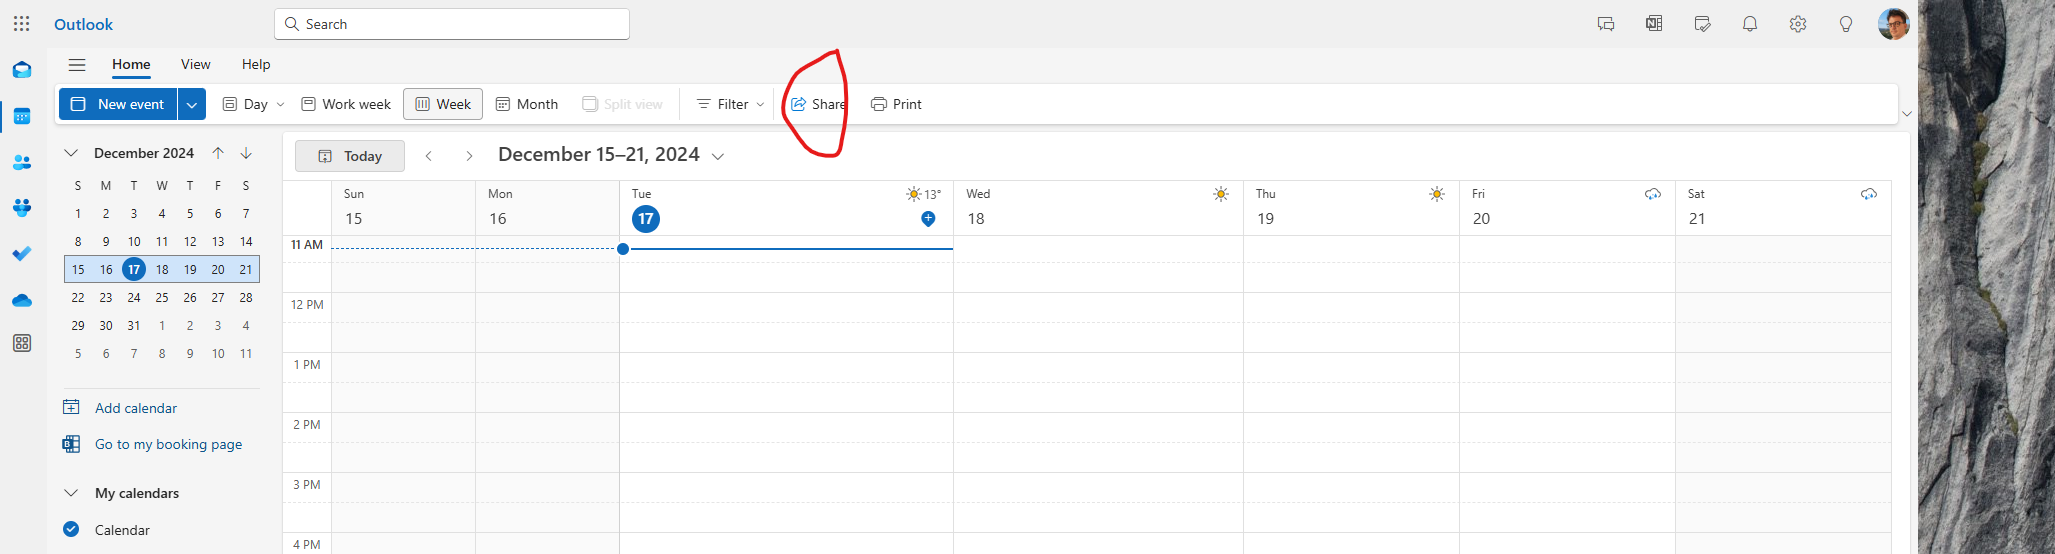 Outlook
Search
Home View Help
New event Day Work week Week Month Split view Filter Share Print
December 2024
S M T W T F S
1 2 3 4 5 6 7
8 9 10 11 12 13 14
15 16 17 18 19 20 21
22 23 24 25 26 27 28
29 30 31 1 2 3 4
5 6 7 8 9 10 11
Add calendar
Go to my booking page
My calendars
Calendar
Today December 15–21, 2024
Sun Mon Tue 13° Wed Thu Fri Sat
15 16 17 18 19 20 21
11 AM
12 PM
1 PM
2 PM
3 PM
4 PM